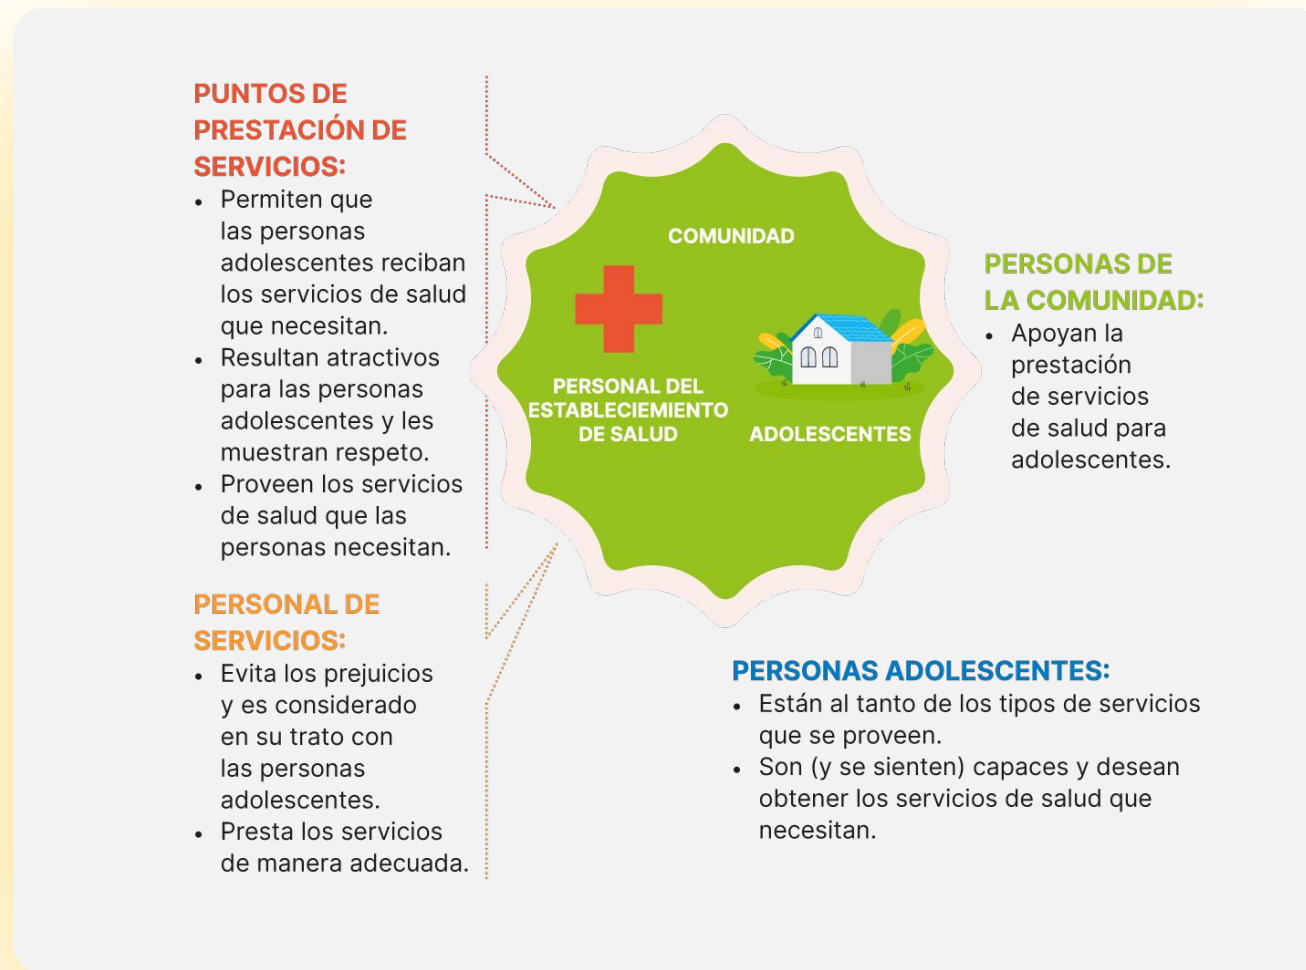 PUNTOS DE
PRESTACIÓN DE
SERVICIOS:
• Permiten que
las personas
adolescentes reciban
los servicios de salud
que necesitan.
• Resultan atractivos
para las personas
adolescentes y les
muestran respeto.
• Proveen los servicios
de salud que las
personas necesitan.
PERSONAL DE
SERVICIOS:
• Evita los prejuicios
y es considerado
en su trato con
las personas
adolescentes.
• Presta los servicios
de manera adecuada.
COMUNIDAD
PERSONAL DEL
ESTABLECIEMIENTO
DE SALUD
ADOLESCENTES
PERSONAS DE
LA COMUNIDAD:
• Apoyan la
prestación
de servicios
de salud para
adolescentes.
PERSONAS ADOLESCENTES:
• Están al tanto de los tipos de servicios
que se proveen.
• Son (y se sienten) capaces y desean
obtener los servicios de salud que
necesitan.